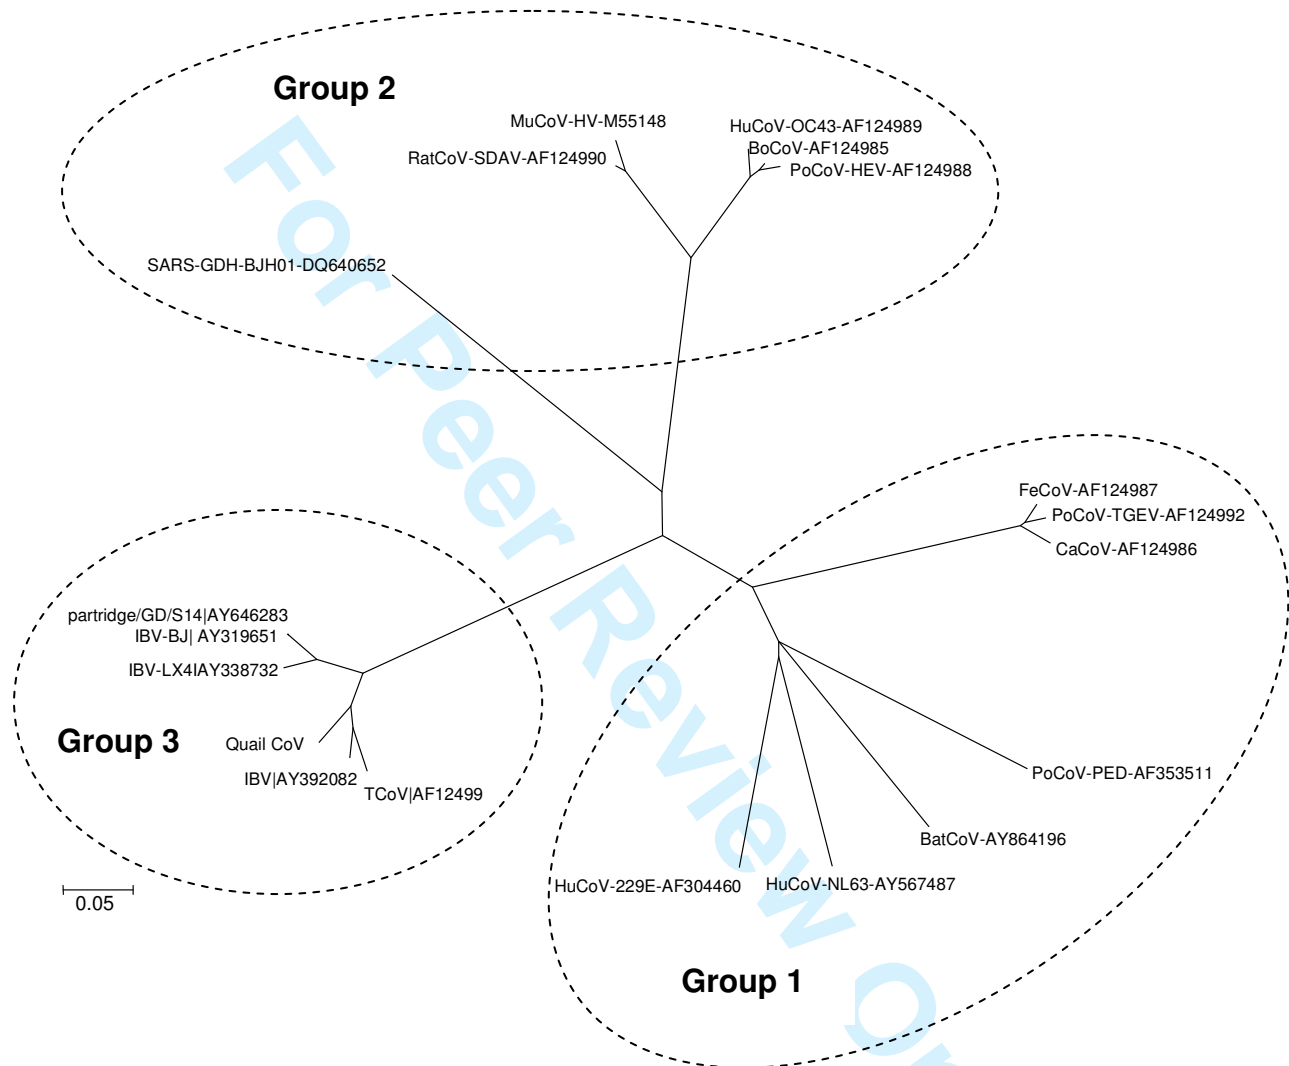 Group 2
MuCoV-HV-M55148
HuCoV-OC43-AF124989
BoCoV-AF124985
RatCoV-SDAV-AF124990
PoCoV-HEV-AF124988
SARS-GDH-BJH01-DQ640652
FeCoV-AF124987
PoCoV-TGEV-AF124992
CaCoV-AF124986
partridge/GD/S14|AY646283
IBV-BJ| AY319651
IBV-LX4IAY338732
Group 3
Quail CoV
IBV|AY392082
TCoV|AF12499
PoCoV-PED-AF353511
BatCoV-AY864196
HuCoV-229E-AF304460
HuCoV-NL63-AY567487
0.05
Group 1
For Peer Review On